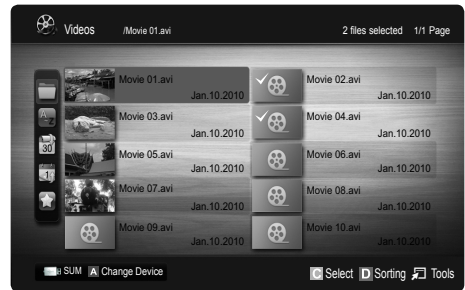 Videos /Movie 01.avi 2 files selected 1/1 Page
Movie 01.avi Movie 02.avi
Jan.10.2010 Jan.10.2010
Movie 03.avi Movie 04.avi
Jan.10.2010 Jan.10.2010
Movie 05.avi Movie 06.avi
Jan.10.2010 Jan.10.2010
Movie 07.avi Movie 08.avi
Jan.10.2010 Jan.10.2010
Movie 09.avi Movie 10.avi
Jan.10.2010 Jan.10.2010
A
30
1
SUM A Change Device C Select D Sorting Tools